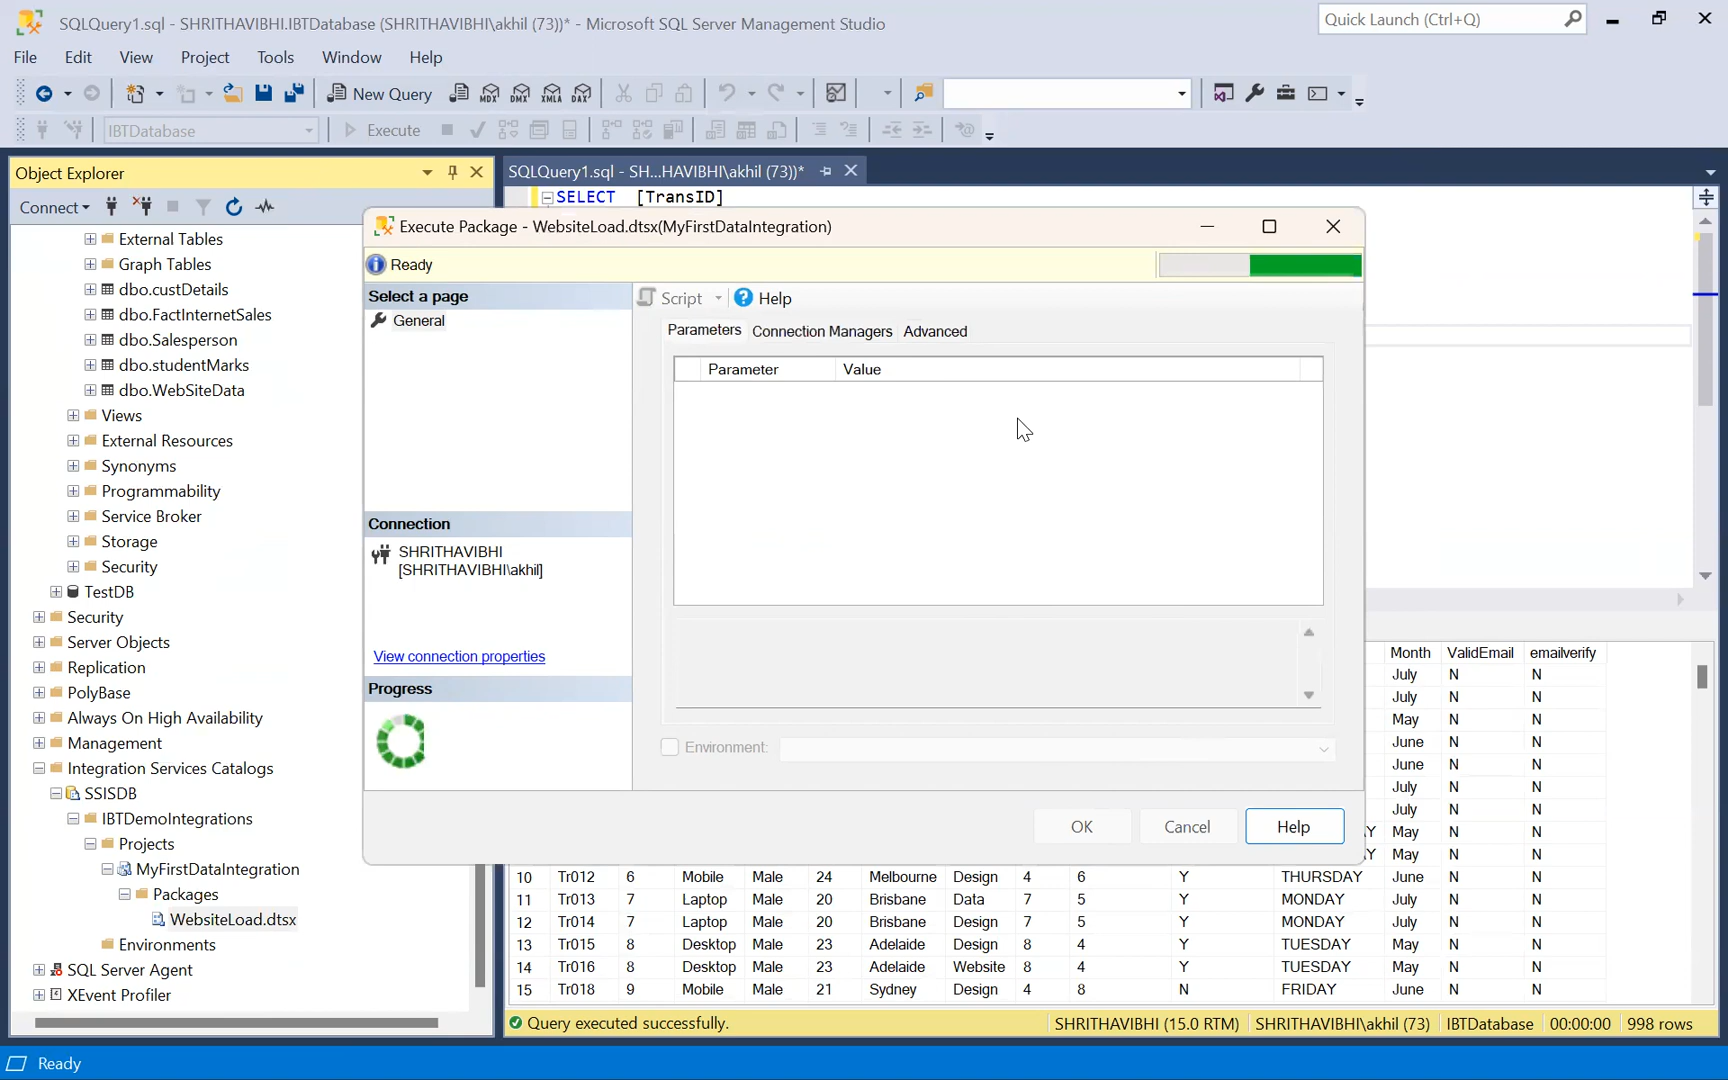 SQLQuery1.sql - SHRITHAVIBHI.IBTDatabase (SHRITHAVIBHI\akhil (73))* - Microsoft SQL Server Management Studio
Quick Launch (Ctrl+Q)
File Edit View Project Tools Window Help
New Query MDX DMX XMLA DAX
IBTDatabase Execute
Object Explorer
Connect
External Tables
Graph Tables
dbo.custDetails
dbo.FactInternetSales
dbo.Salesperson
dbo.studentMarks
dbo.WebSiteData
Views
External Resources
Synonyms
Programmability
Service Broker
Storage
Security
TestDB
Security
Server Objects
Replication
PolyBase
Always On High Availability
Management
Integration Services Catalogs
SSISDB
IBTDemoIntegrations
Projects
MyFirstDataIntegration
Packages
WebsiteLoad.dtsx
Environments
SQL Server Agent
XEvent Profiler
SQLQuery1.sql - SH...HAVIBHI\akhil (73))*
SELECT [TransID]
Execute Package - WebsiteLoad.dtsx(MyFirstDataIntegration)
Ready
Select a page
General
Connection
SHRITHAVIBHI
[SHRITHAVIBHI\akhil]
View connection properties
Progress
Script Help
Parameters Connection Managers Advanced
Parameter Value
Environment:
OK Cancel Help
Month ValidEmail emailverify
July N N
July N N
May N N
June N N
June N N
July N N
July N N
Y May N N
Y May N N
10 Tr012 6 Mobile Male 24 Melbourne Design 4 6 Y THURSDAY June N N
11 Tr013 7 Laptop Male 20 Brisbane Data 7 5 Y MONDAY July N N
12 Tr014 7 Laptop Male 20 Brisbane Design 7 5 Y MONDAY July N N
13 Tr015 8 Desktop Male 23 Adelaide Design 8 4 Y TUESDAY May N N
14 Tr016 8 Desktop Male 23 Adelaide Website 8 4 Y TUESDAY May N N
15 Tr018 9 Mobile Male 21 Sydney Design 4 8 N FRIDAY June N N
Query executed successfully. SHRITHAVIBHI (15.0 RTM) SHRITHAVIBHI\akhil (73) IBTDatabase 00:00:00 998 rows
Ready